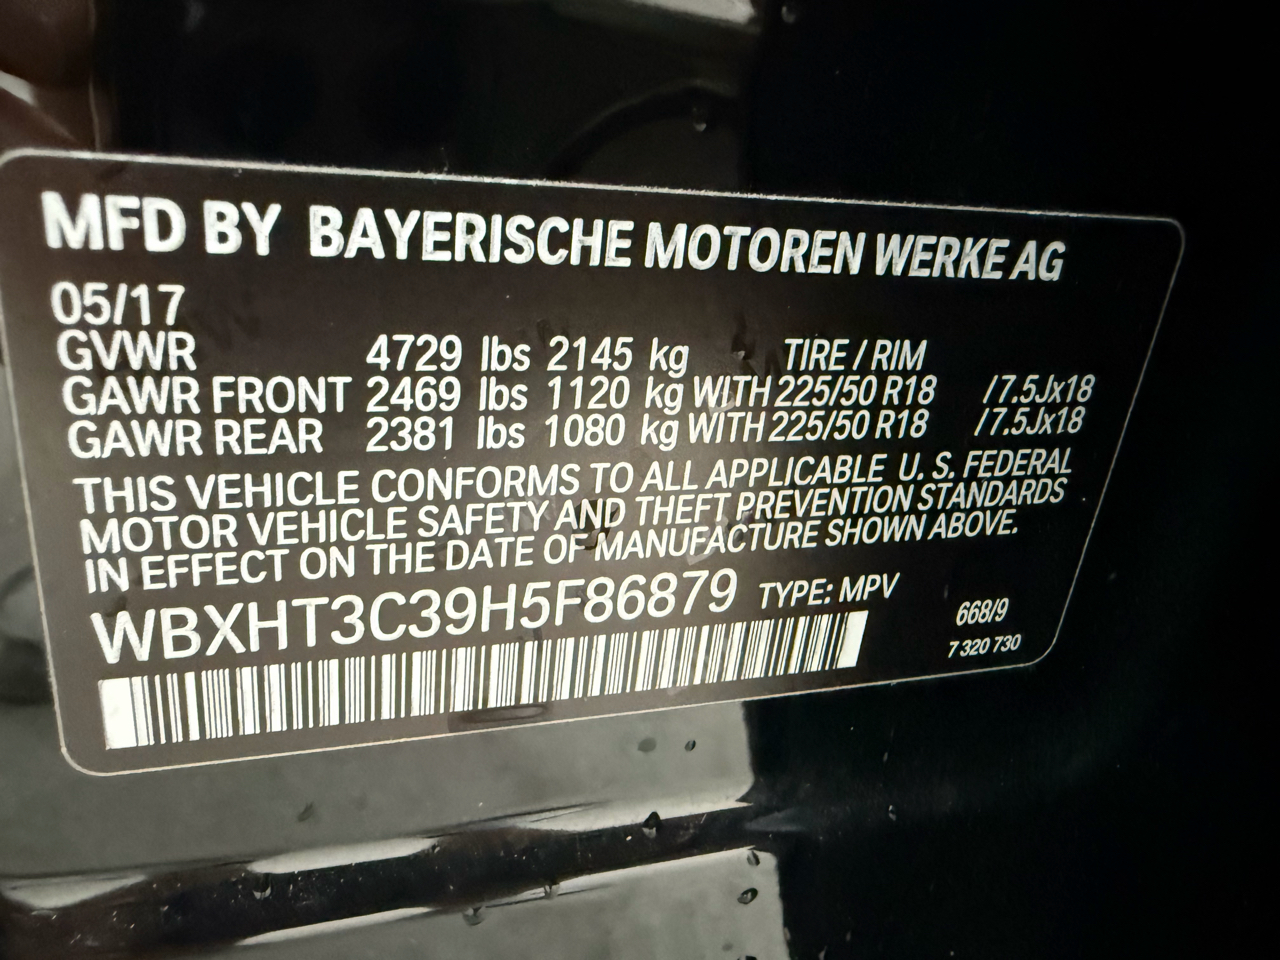 MFD BY BAYERISCHE MOTOREN WERKE AG
05/17
GVWR 4729 lbs 2145 kg TIRE / RIM
GAWR FRONT 2469 lbs 1120 kg WITH 225/50 R18 /7.5Jx18
GAWR REAR 2381 lbs 1080 kg WITH 225/50 R18 /7.5Jx18
THIS VEHICLE CONFORMS TO ALL APPLICABLE U. S. FEDERAL
MOTOR VEHICLE SAFETY AND THEFT PREVENTION STANDARDS
IN EFFECT ON THE DATE OF MANUFACTURE SHOWN ABOVE.
WBXHT3C39H5F86879 TYPE: MPV
668/9
7 320 730